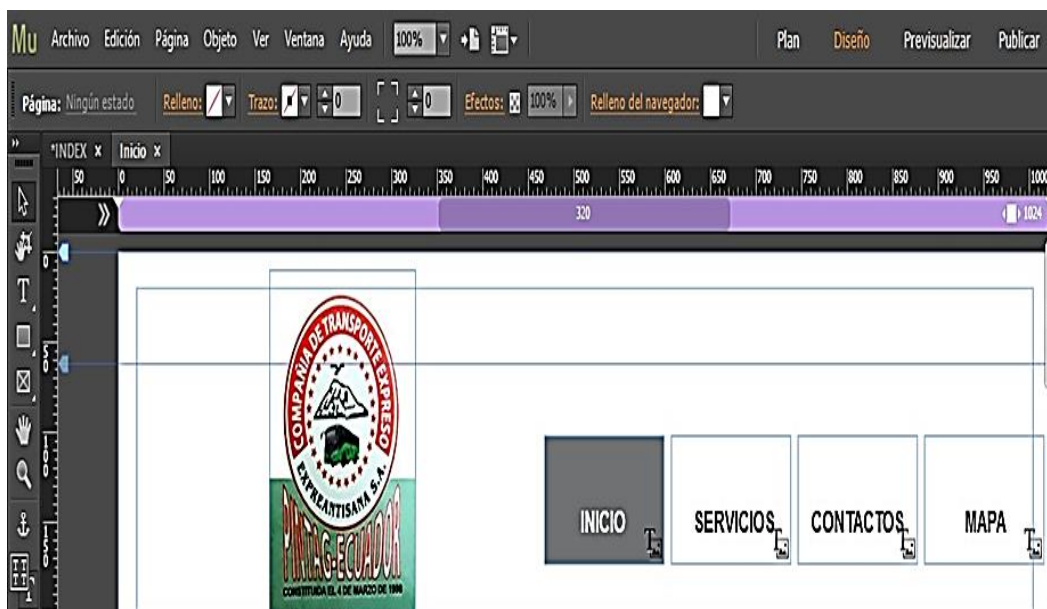 Mu Archivo Edición Página Objeto Ver Ventana Ayuda 100% Plan Diseño Previsualizar Publicar
Página: Ningún estado Relleno: Trazo: 0 0 Efectos: 100% Relleno del navegador:
*INDEX × Inicio ×
50 0 50 100 150 200 250 300 350 400 450 500 550 600 650 700 750 800 850 900 950 1000
320 1024
COMPAÑIA DE TRANSPORTE EXPRESO
EXPREANTISANA S.A.
PINTAG-ECUADOR
CONSTITUIDA EL 4 DE MARZO DE 1998
INICIO SERVICIOS CONTACTOS MAPA